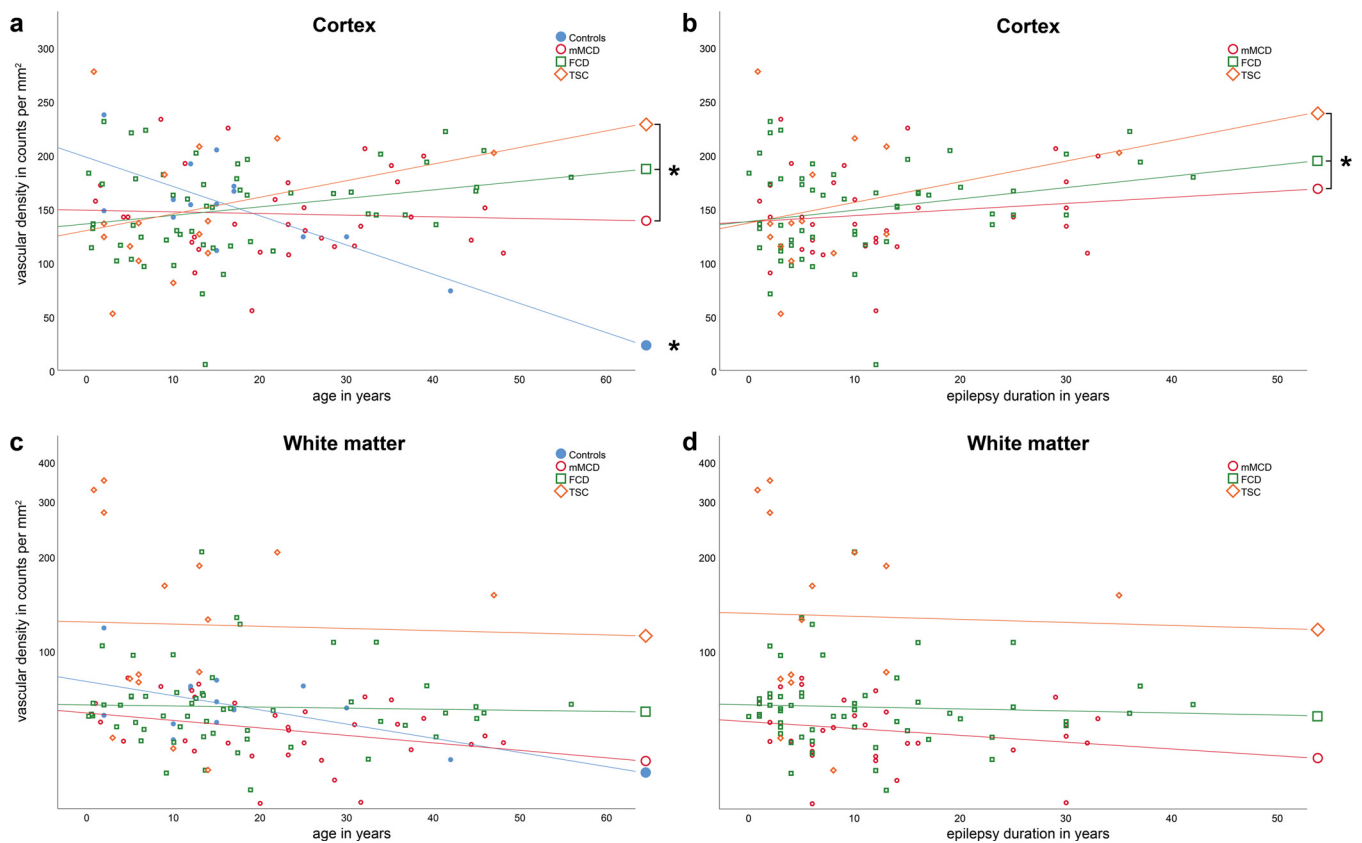 a
Cortex
Controls
mMCD
FCD
TSC
vascular density in counts per mm²
300
250
200
150
100
50
0
*
*
0 10 20 30 40 50 60
age in years
b
Cortex
mMCD
FCD
TSC
300
250
200
150
100
50
0
*
0 10 20 30 40 50
epilepsy duration in years
c
White matter
Controls
mMCD
FCD
TSC
vascular density in counts per mm²
400
300
200
100
0 10 20 30 40 50 60
age in years
d
White matter
mMCD
FCD
TSC
400
300
200
100
0 10 20 30 40 50
epilepsy duration in years